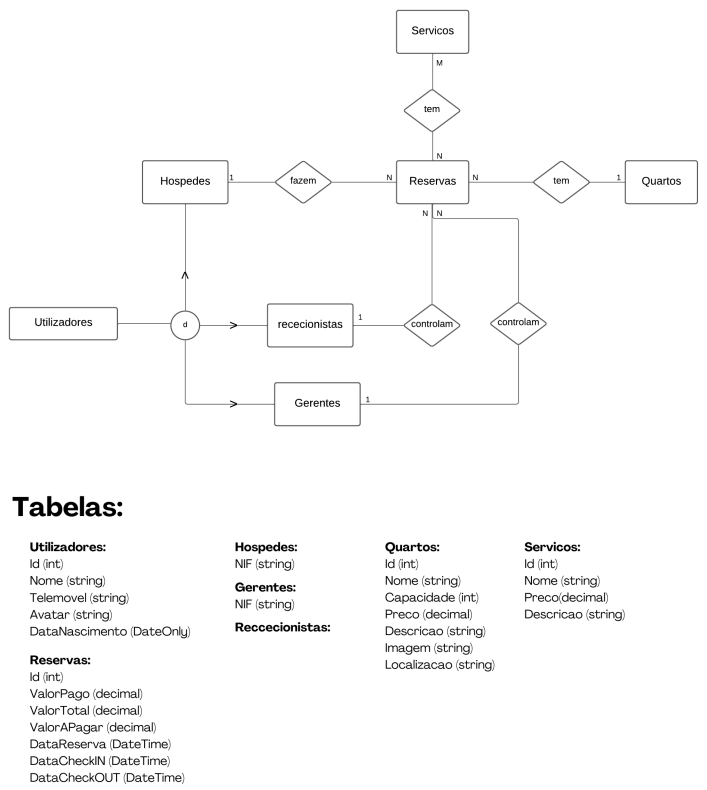 Servicos
M
tem
N
Hospedes
1
fazem
N
Reservas
N
tem
1
Quartos
N
N
Utilizadores
d
rececionistas
1
controlam
controlam
Gerentes
1
Tabelas:
Utilizadores:
Id (int)
Nome (string)
Telemovel (string)
Avatar (string)
DataNascimento (DateOnly)
Reservas:
Id (int)
ValorPago (decimal)
ValorTotal (decimal)
ValorAPagar (decimal)
DataReserva (DateTime)
DataCheckIN (DateTime)
DataCheckOUT (DateTime)
Hospedes:
NIF (string)
Gerentes:
NIF (string)
Reccecionistas:
Quartos:
Id (int)
Nome (string)
Capacidade (int)
Preco (decimal)
Descricao (string)
Imagem (string)
Localizacao (string)
Servicos:
Id (int)
Nome (string)
Preco(decimal)
Descricao (string)